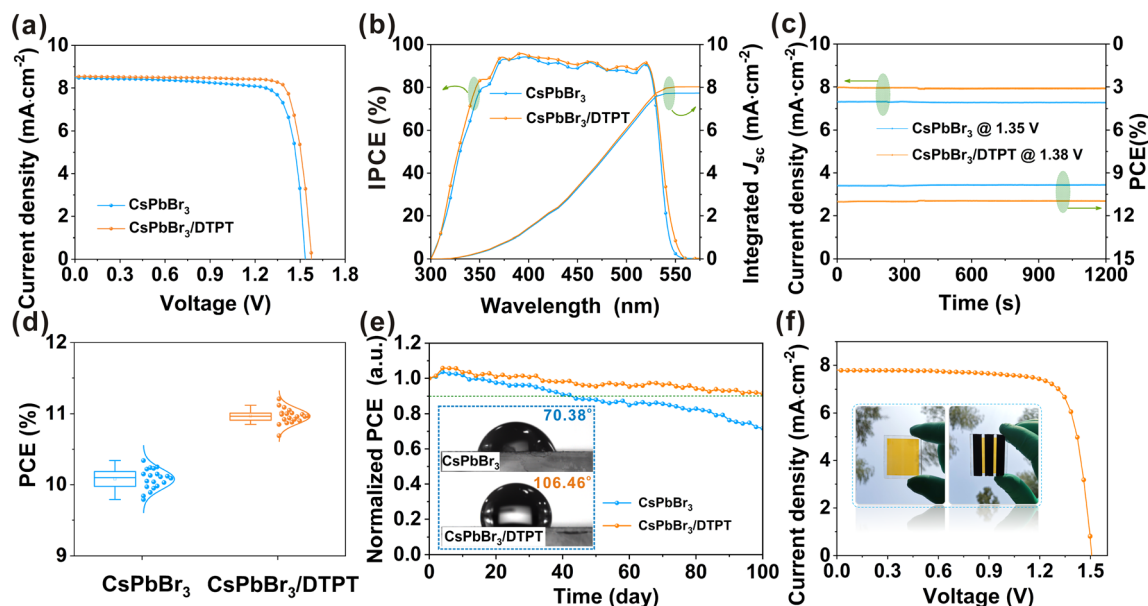 (a)
Current density (mA·cm⁻²)
10
8
6
4
2
0
CsPbBr₃
CsPbBr₃/DTPT
0.0 0.3 0.6 0.9 1.2 1.5 1.8
Voltage (V)
(b)
IPCE (%)
100
80
60
40
20
0
CsPbBr₃
CsPbBr₃/DTPT
10
8
6
4
2
0
Integrated Jsc (mA·cm⁻²)
300 350 400 450 500 550
Wavelength (nm)
(c)
Current density (mA·cm⁻²)
10
8
6
4
2
0
CsPbBr₃ @ 1.35 V
CsPbBr₃/DTPT @ 1.38 V
0
3
6
9
12
15
PCE(%)
0 300 600 900 1200
Time (s)
(d)
PCE (%)
12
11
10
9
CsPbBr₃ CsPbBr₃/DTPT
(e)
Normalized PCE (a.u.)
1.2
1.0
0.8
0.6
0.4
0.2
0.0
70.38°
CsPbBr₃
106.46°
CsPbBr₃/DTPT
CsPbBr₃
CsPbBr₃/DTPT
0 20 40 60 80 100
Time (day)
(f)
Current density (mA·cm⁻²)
8
6
4
2
0
0.0 0.3 0.6 0.9 1.2 1.5
Voltage (V)